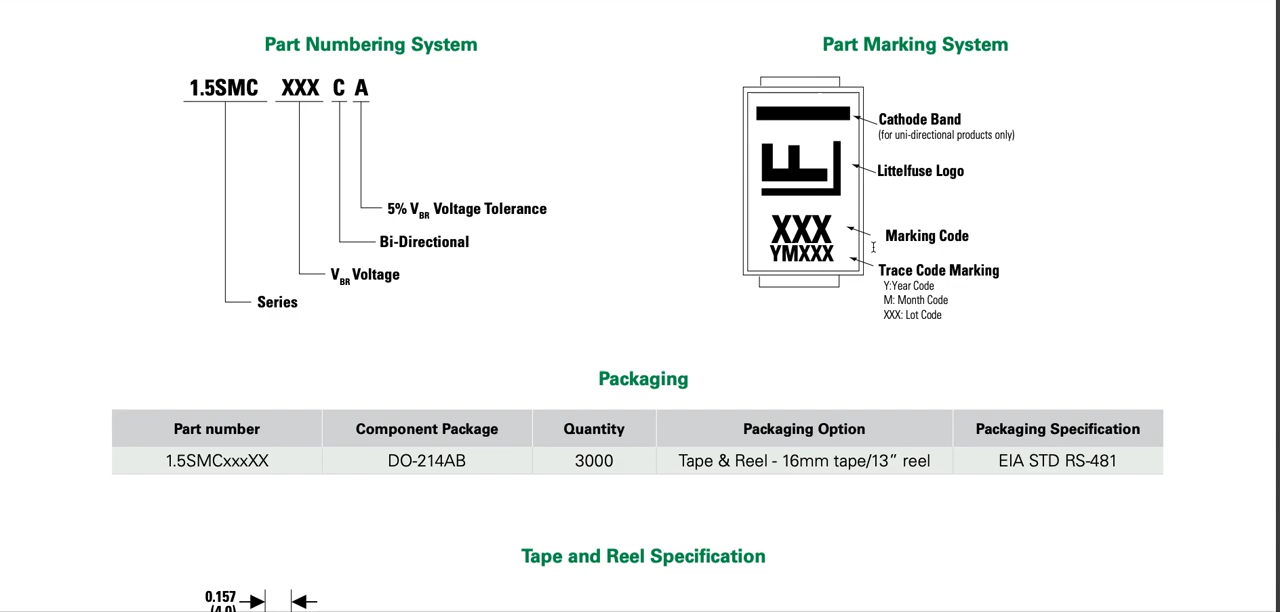 Part Numbering System
1.5SMC XXX C A
5% VBR Voltage Tolerance
Bi-Directional
VBR Voltage
Series
Part Marking System
Cathode Band
(for uni-directional products only)
Littelfuse Logo
XXX
YMXXX
Marking Code
Trace Code Marking
Y:Year Code
M: Month Code
XXX: Lot Code
Packaging
Part number Component Package Quantity Packaging Option Packaging Specification
1.5SMCxxxXX DO-214AB 3000 Tape & Reel - 16mm tape/13” reel EIA STD RS-481
Tape and Reel Specification
0.157
(4.0)